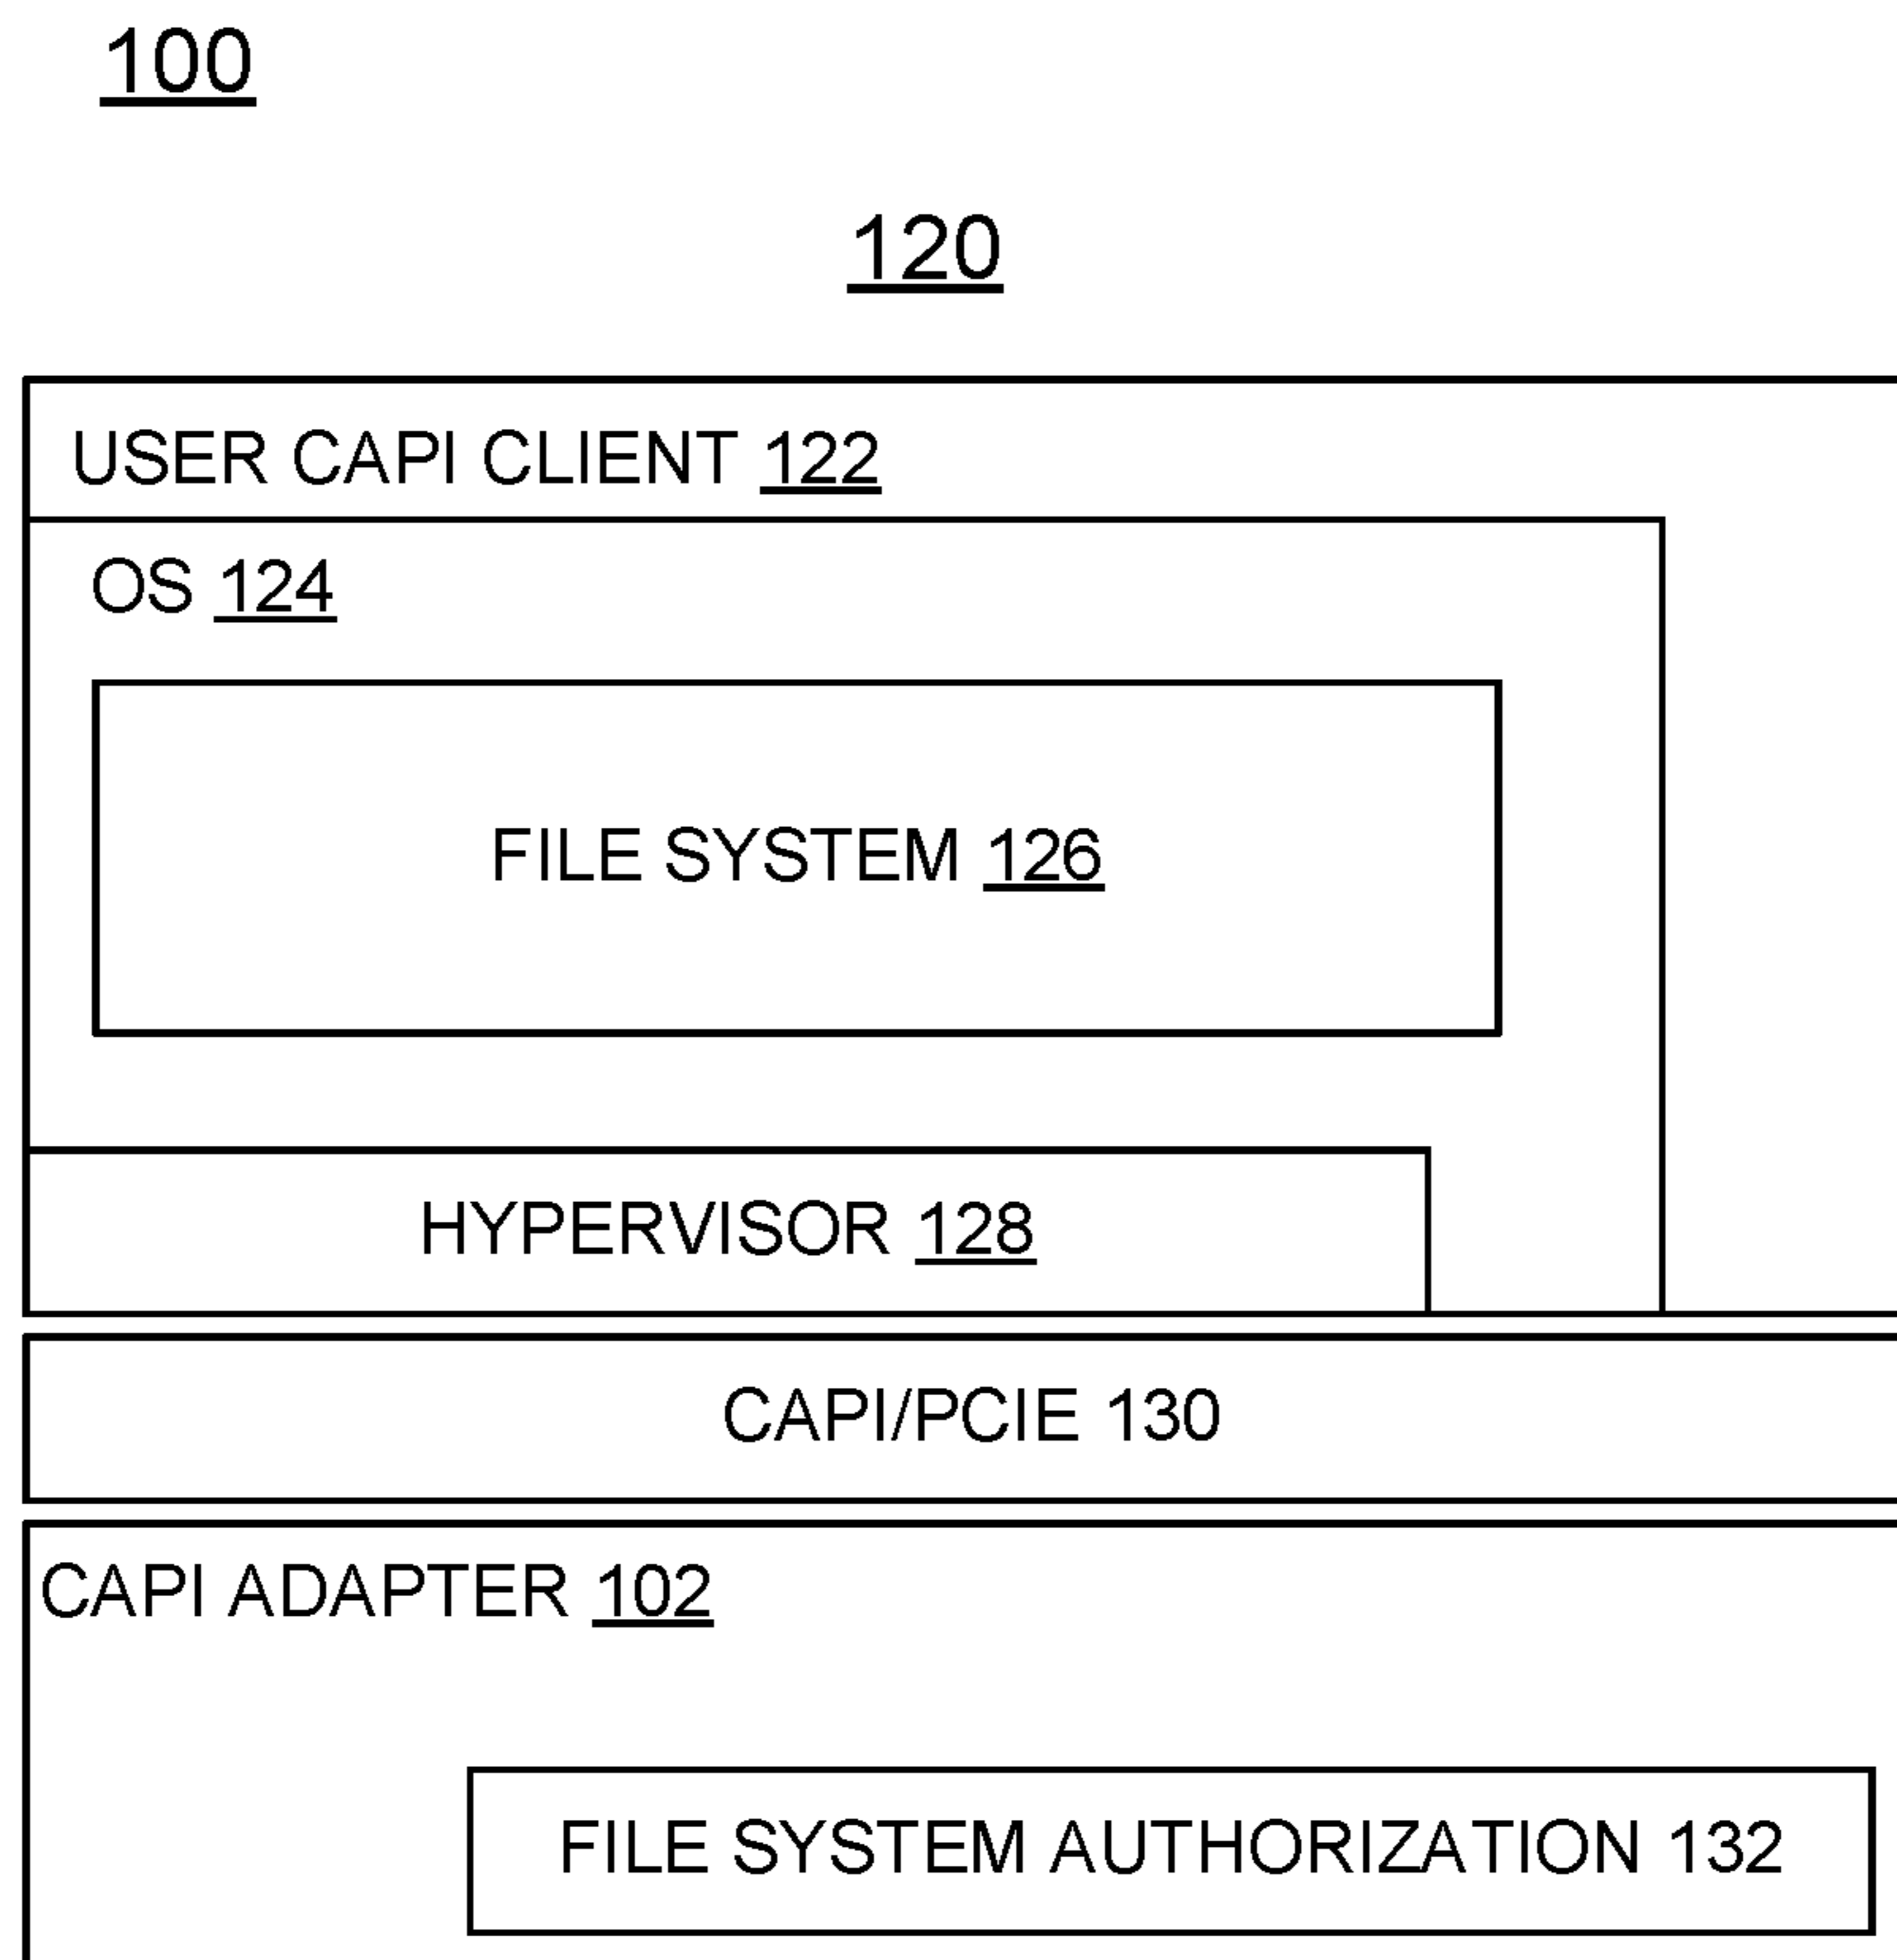 100
120
USER CAPI CLIENT 122
OS 124
FILE SYSTEM 126
HYPERVISOR 128
CAPI/PCIE 130
CAPI ADAPTER 102
FILE SYSTEM AUTHORIZATION 132